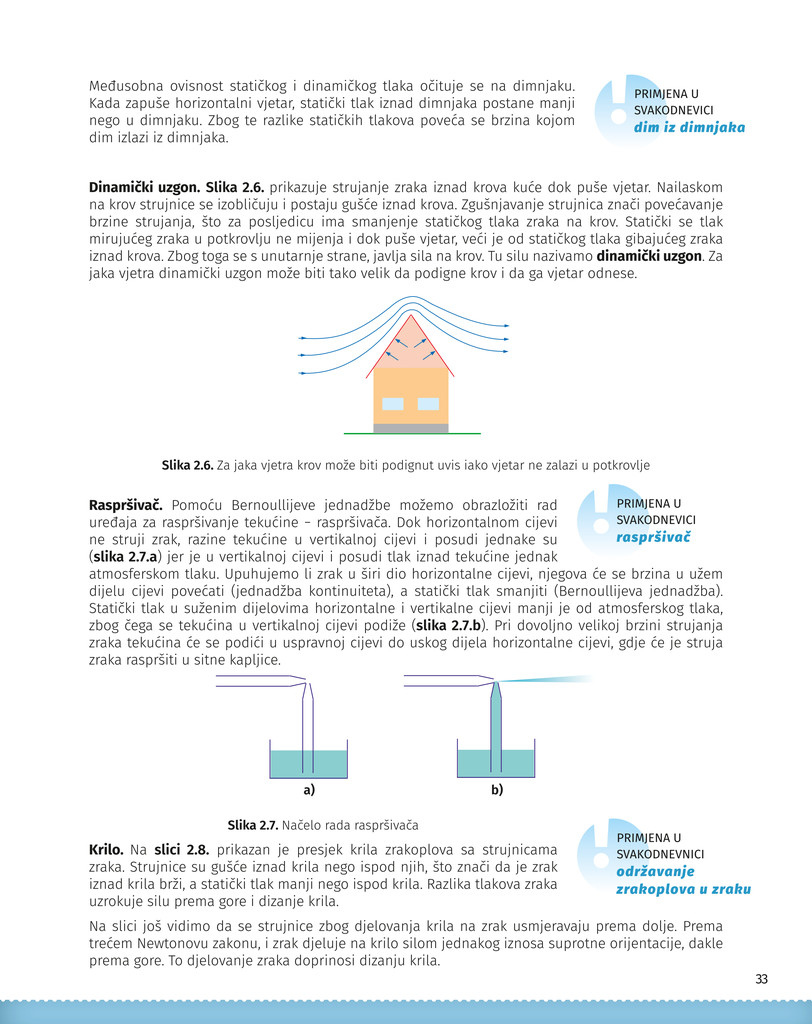 Međusobna ovisnost statičkog i dinamičkog tlaka očituje se na dimnjaku.
Kada zapuše horizontalni vjetar, statički tlak iznad dimnjaka postane manji
nego u dimnjaku. Zbog te razlike statičkih tlakova poveća se brzina kojom
dim izlazi iz dimnjaka.
PRIMJENA U
SVAKODNEVICI
dim iz dimnjaka
Dinamički uzgon. Slika 2.6. prikazuje strujanje zraka iznad krova kuće dok puše vjetar. Nailaskom
na krov strujnice se izobličuju i postaju gušće iznad krova. Zgušnjavanje strujnica znači povećavanje
brzine strujanja, što za posljedicu ima smanjenje statičkog tlaka zraka na krov. Statički se tlak
mirujućeg zraka u potkrovlju ne mijenja i dok puše vjetar, veći je od statičkog tlaka gibajućeg zraka
iznad krova. Zbog toga se s unutarnje strane, javlja sila na krov. Tu silu nazivamo dinamički uzgon. Za
jaka vjetra dinamički uzgon može biti tako velik da podigne krov i da ga vjetar odnese.
Slika 2.6. Za jaka vjetra krov može biti podignut uvis iako vjetar ne zalazi u potkrovlje
Raspršivač. Pomoću Bernoullijeve jednadžbe možemo obrazložiti rad
uređaja za raspršivanje tekućine – raspršivača. Dok horizontalnom cijevi
ne struji zrak, razine tekućine u vertikalnoj cijevi i posudi jednake su
(slika 2.7.a) jer je u vertikalnoj cijevi i posudi tlak iznad tekućine jednak
atmosferskom tlaku. Upuhujemo li zrak u širi dio horizontalne cijevi, njegova će se brzina u užem
dijelu cijevi povećati (jednadžba kontinuiteta), a statički tlak smanjiti (Bernoullijeva jednadžba).
Statički tlak u suženim dijelovima horizontalne i vertikalne cijevi manji je od atmosferskog tlaka,
zbog čega se tekućina u vertikalnoj cijevi podiže (slika 2.7.b). Pri dovoljno velikoj brzini strujanja
zraka tekućina će se podići u uspravnoj cijevi do uskog dijela horizontalne cijevi, gdje će je struja
zraka raspršiti u sitne kapljice.
PRIMJENA U
SVAKODNEVICI
raspršivač
a)
b)
Slika 2.7. Načelo rada raspršivača
Krilo. Na slici 2.8. prikazan je presjek krila zrakoplova sa strujnicama
zraka. Strujnice su gušće iznad krila nego ispod njih, što znači da je zrak
iznad krila brži, a statički tlak manji nego ispod krila. Razlika tlakova zraka
uzrokuje silu prema gore i dizanje krila.
PRIMJENA U
SVAKODNEVNICI
održavanje
zrakoplova u zraku
Na slici još vidimo da se strujnice zbog djelovanja krila na zrak usmjeravaju prema dolje. Prema
trećem Newtonovu zakonu, i zrak djeluje na krilo silom jednakog iznosa suprotne orijentacije, dakle
prema gore. To djelovanje zraka doprinosi dizanju krila.
33